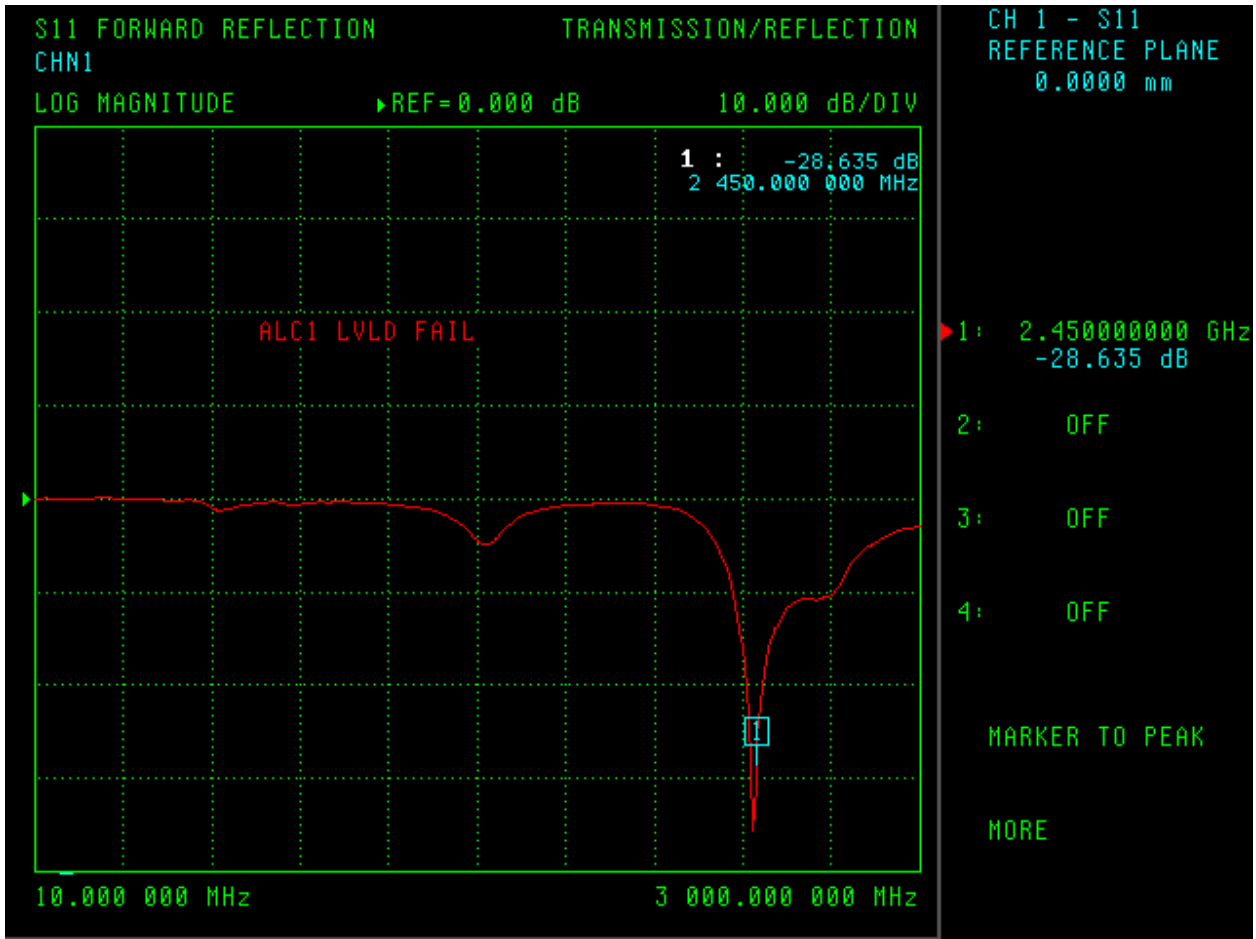 S11 FORWARD REFLECTION TRANSMISSION/REFLECTION
CHN1
LOG MAGNITUDE ▶REF=0.000 dB 10.000 dB/DIV
1 : -28.635 dB
2 450.000 000 MHz
ALC1 LVLD FAIL
1
10.000 000 MHz 3 000.000 000 MHz
CH 1 - S11
REFERENCE PLANE
0.0000 mm
1: 2.450000000 GHz
-28.635 dB
2: OFF
3: OFF
4: OFF
MARKER TO PEAK
MORE